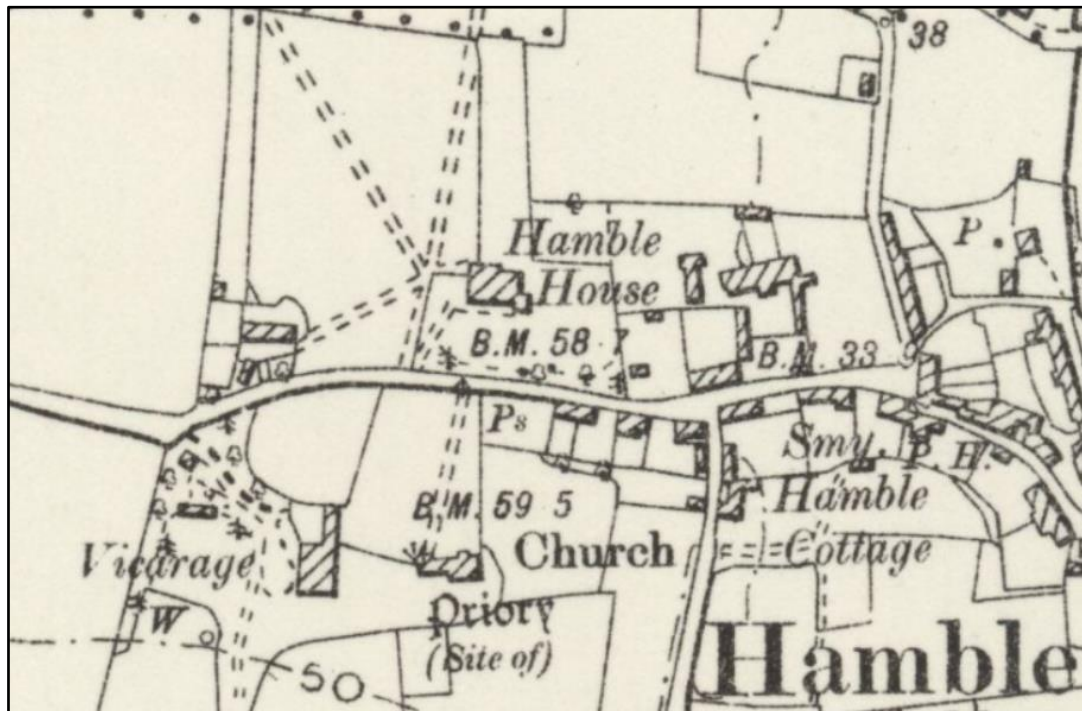 38
P.
Hamble
House
B.M. 58 7
B.M. 33
Ps
Smy.
P. H.
B.M. 59 5
Hamble
Cottage
Church
Vicarage
Priory
(Site of)
W
Hamble
50